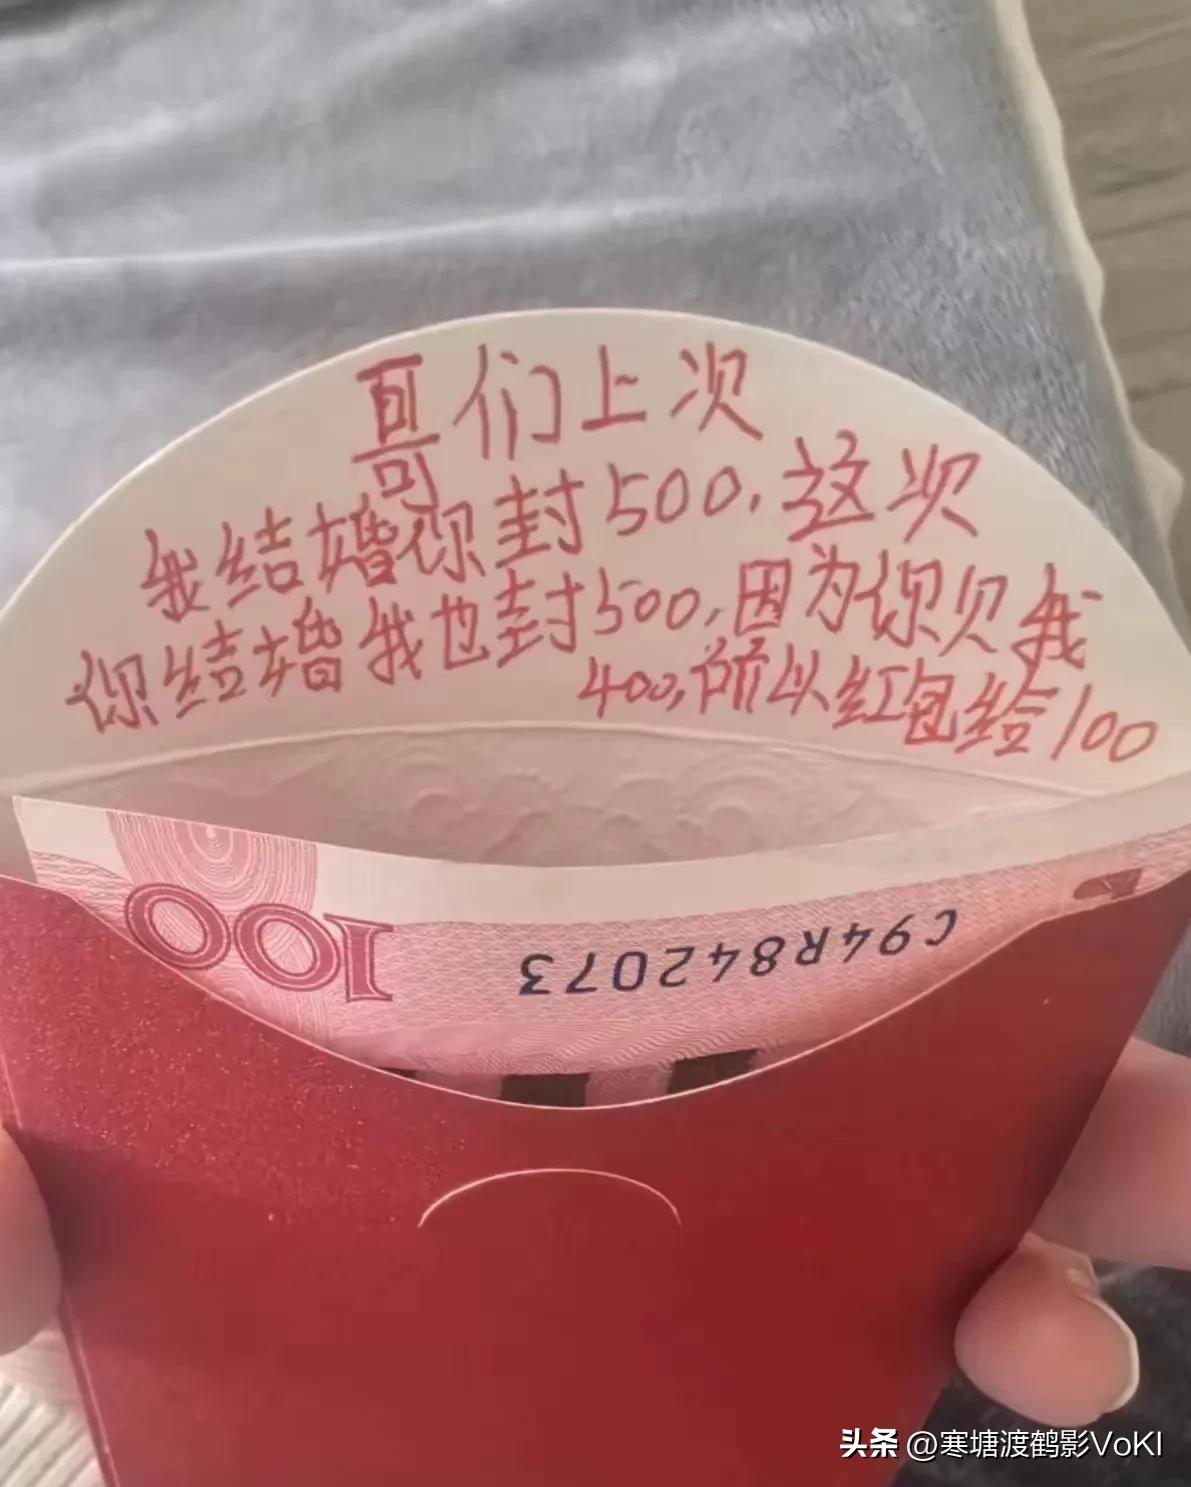 哥们上次
我结婚你封500,这次
你结婚我也封500,因为你欠我
400,所以红包给100
100
C94R842073
头条 @寒塘渡鹤影VoKI